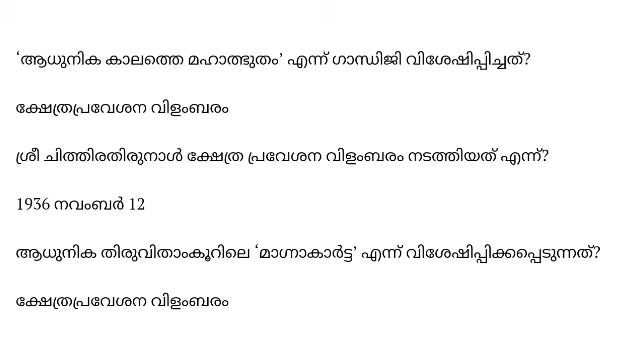 ‘ആധുനിക കാലത്തെ മഹാത്ഭുതം’ എന്ന് ഗാന്ധിജി വിശേഷിപ്പിച്ചത്?
ക്ഷേത്രപ്രവേശന വിളംബരം
ശ്രീ ചിത്തിരതിരുനാൾ ക്ഷേത്ര പ്രവേശന വിളംബരം നടത്തിയത് എന്ന്?
1936 നവംബർ 12
ആധുനിക തിരുവിതാംകൂറിലെ ‘മാഗ്നാകാർട്ട’ എന്ന് വിശേഷിപ്പിക്കപ്പെടുന്നത്?
ക്ഷേത്രപ്രവേശന വിളംബരം